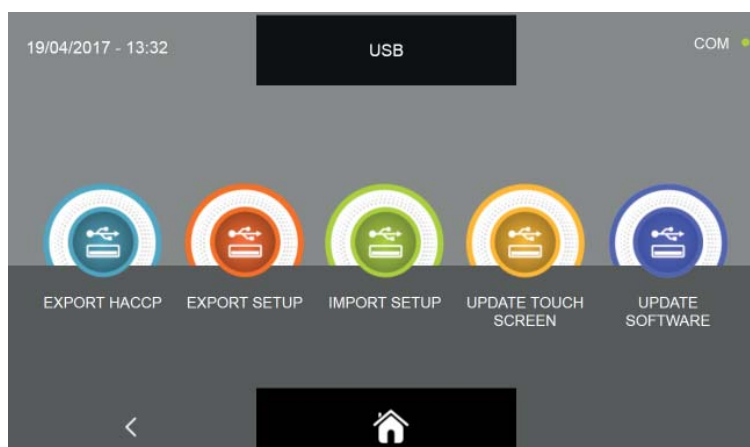 19/04/2017 - 13:32
USB
COM
EXPORT HACCP
EXPORT SETUP
IMPORT SETUP
UPDATE TOUCH
SCREEN
UPDATE
SOFTWARE